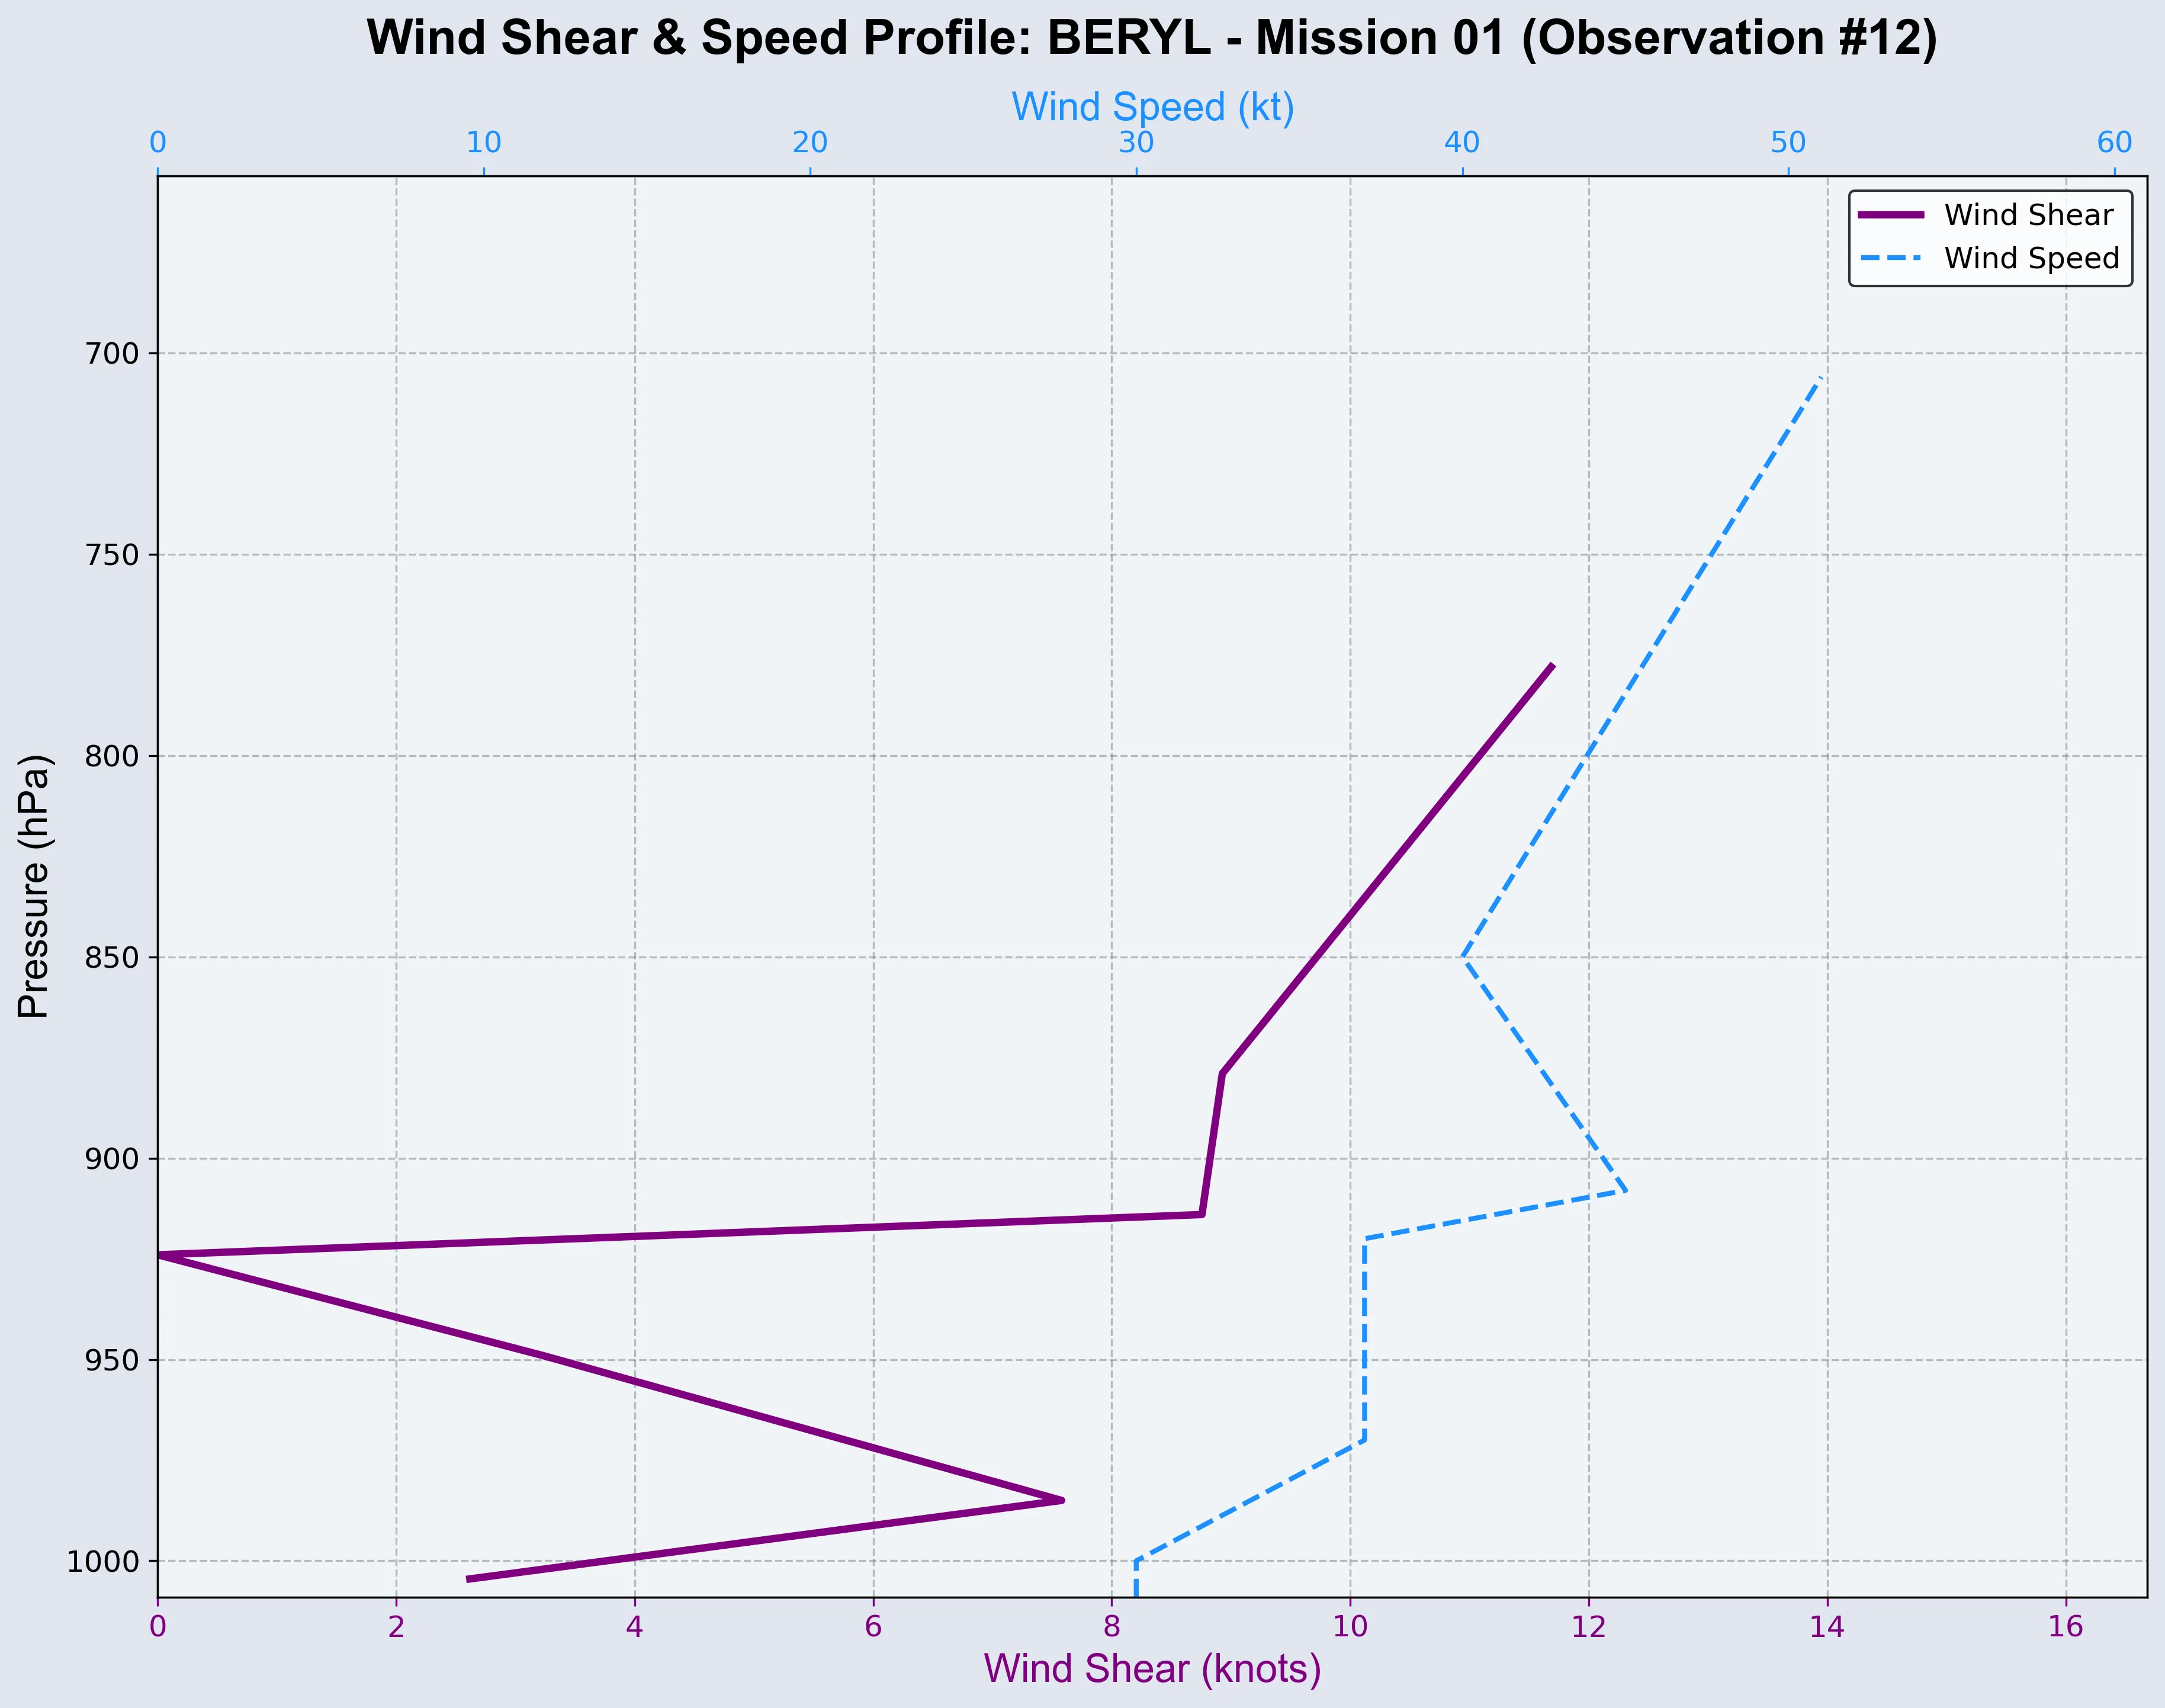 Wind Shear & Speed Profile: BERYL - Mission 01 (Observation #12)
Wind Speed (kt)
0 10 20 30 40 50 60
Wind Shear
Wind Speed
Pressure (hPa)
700
750
800
850
900
950
1000
0 2 4 6 8 10 12 14 16
Wind Shear (knots)